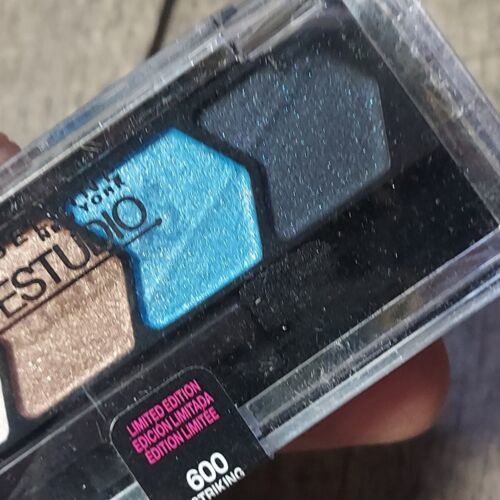 ESTUDIO
LIMITED EDITION
EDICIÓN LIMITADA
ÉDITION LIMITÉE
600
STRIKING